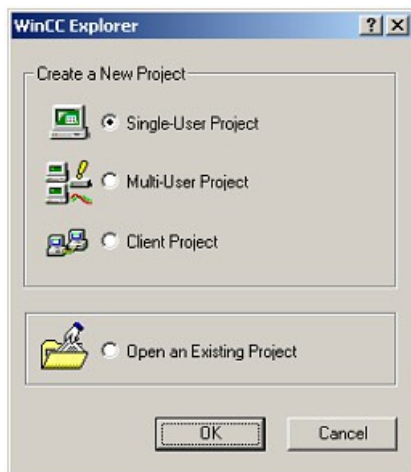 WinCC Explorer
Create a New Project
Single-User Project
Multi-User Project
Client Project
Open an Existing Project
OK
Cancel